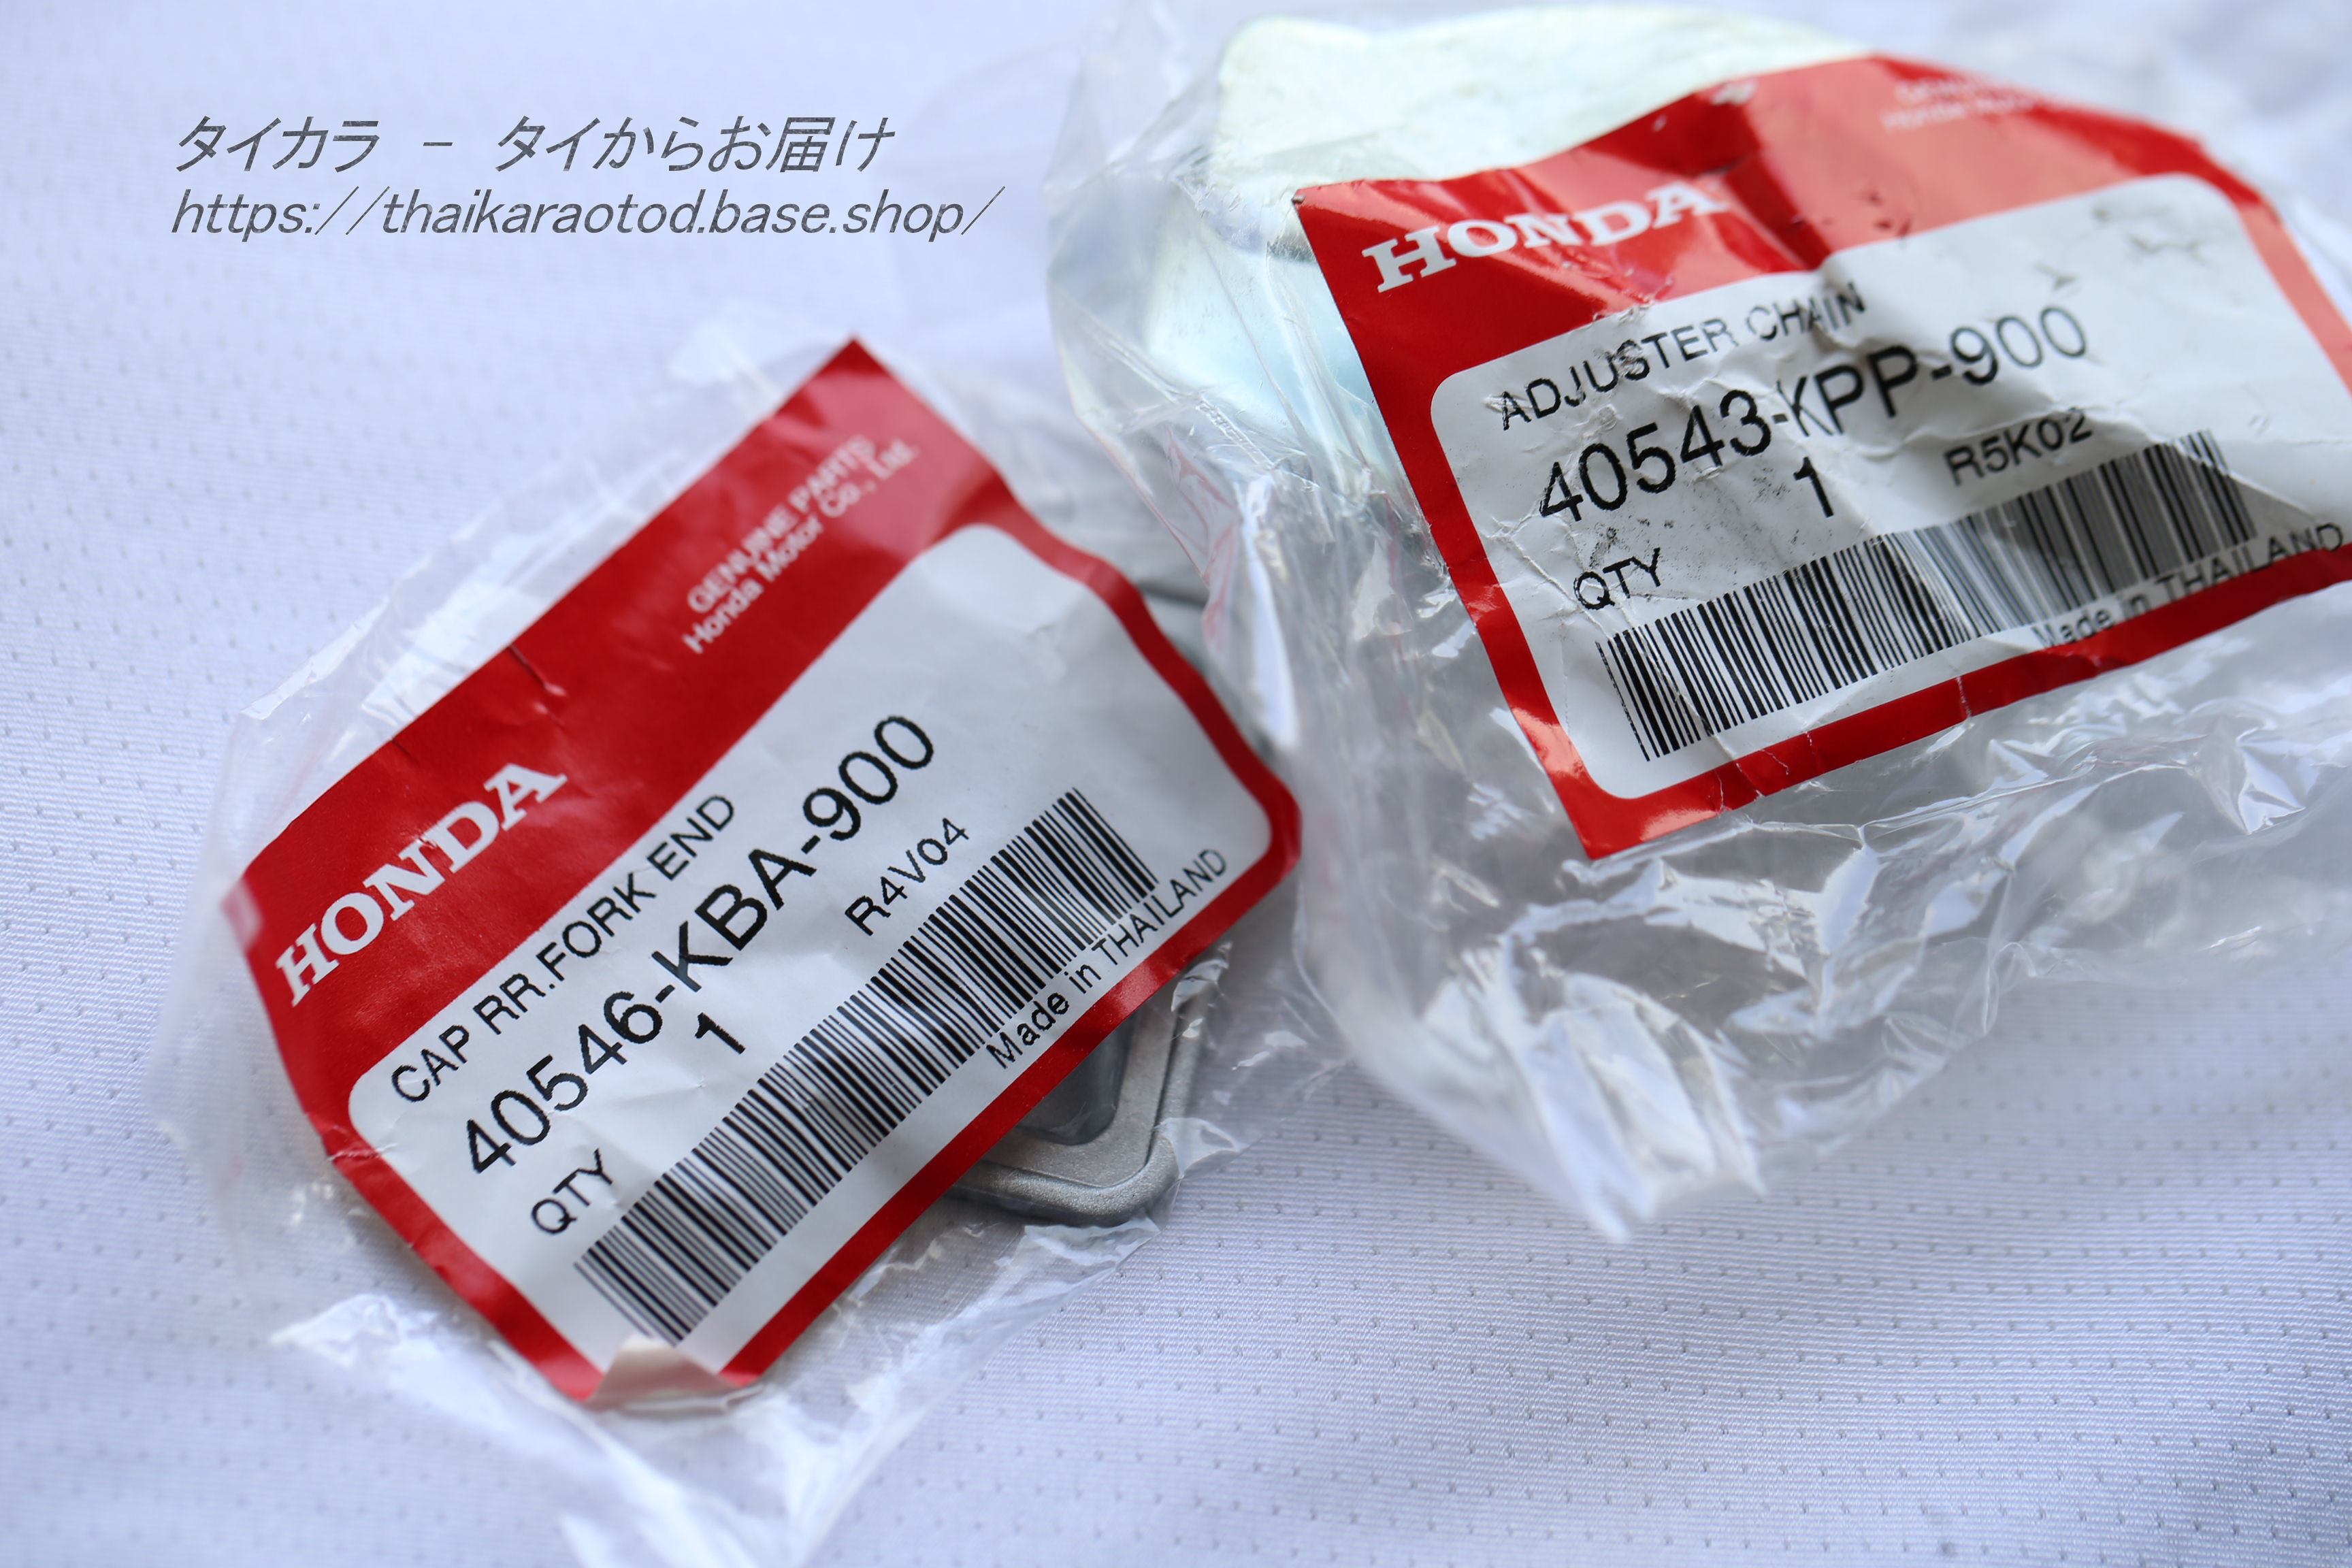 タイカラ － タイからお届け
https://thaikaraotod.base.shop/
HONDA
GENUINE PARTS
Honda Motor Co., Ltd.
CAP RR.FORK END
40546-KBA-900
1
R4V04
QTY
Made in THAILAND
HONDA
ADJUSTER CHAIN
40543-KPP-900
1
R5K02
QTY
Made in THAILAND